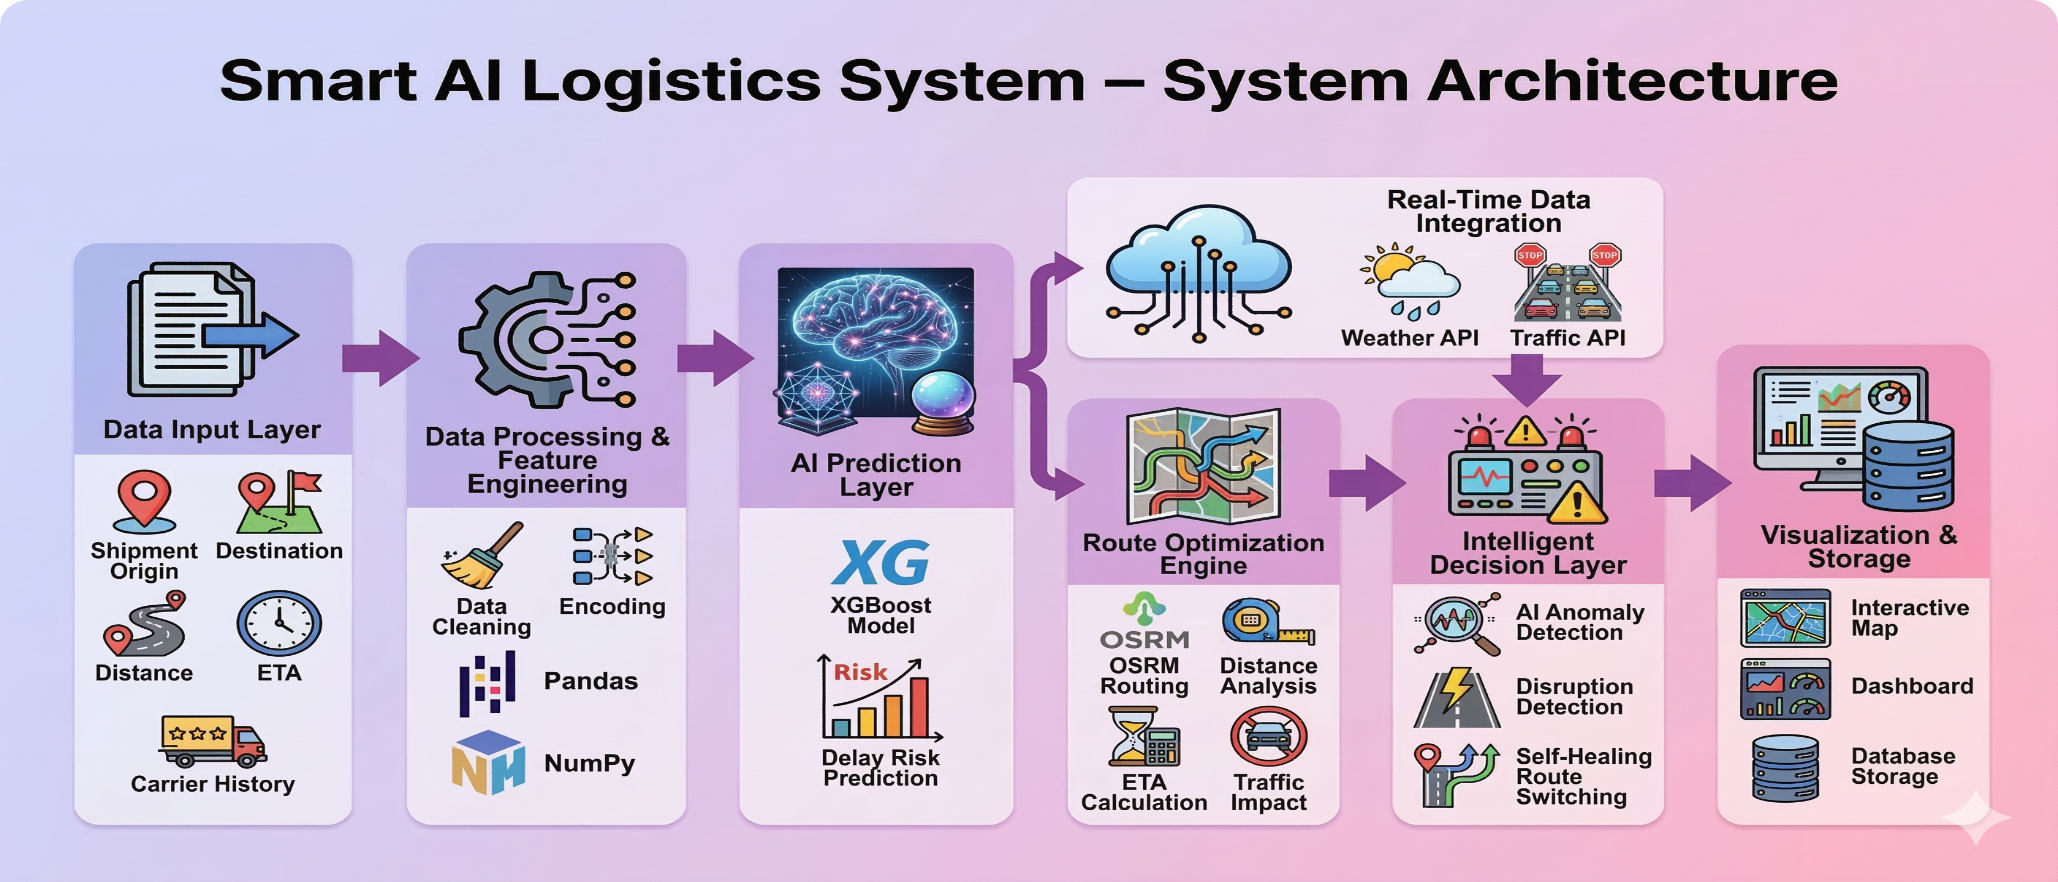 Smart AI Logistics System – System Architecture
Data Input Layer
Shipment
Origin
Destination
Distance
ETA
Carrier History
Data Processing &
Feature
Engineering
Data
Cleaning
Encoding
Pandas
NumPy
AI Prediction
Layer
XG
XGBoost
Model
Risk
Delay Risk
Prediction
Real-Time Data
Integration
STOP
STOP
Weather API
Traffic API
Route Optimization
Engine
OSRM
OSRM
Routing
Distance
Analysis
ETA
Calculation
Traffic
Impact
Intelligent
Decision Layer
AI Anomaly
Detection
Disruption
Detection
Self-Healing
Route
Switching
Visualization &
Storage
Interactive
Map
Dashboard
Database
Storage